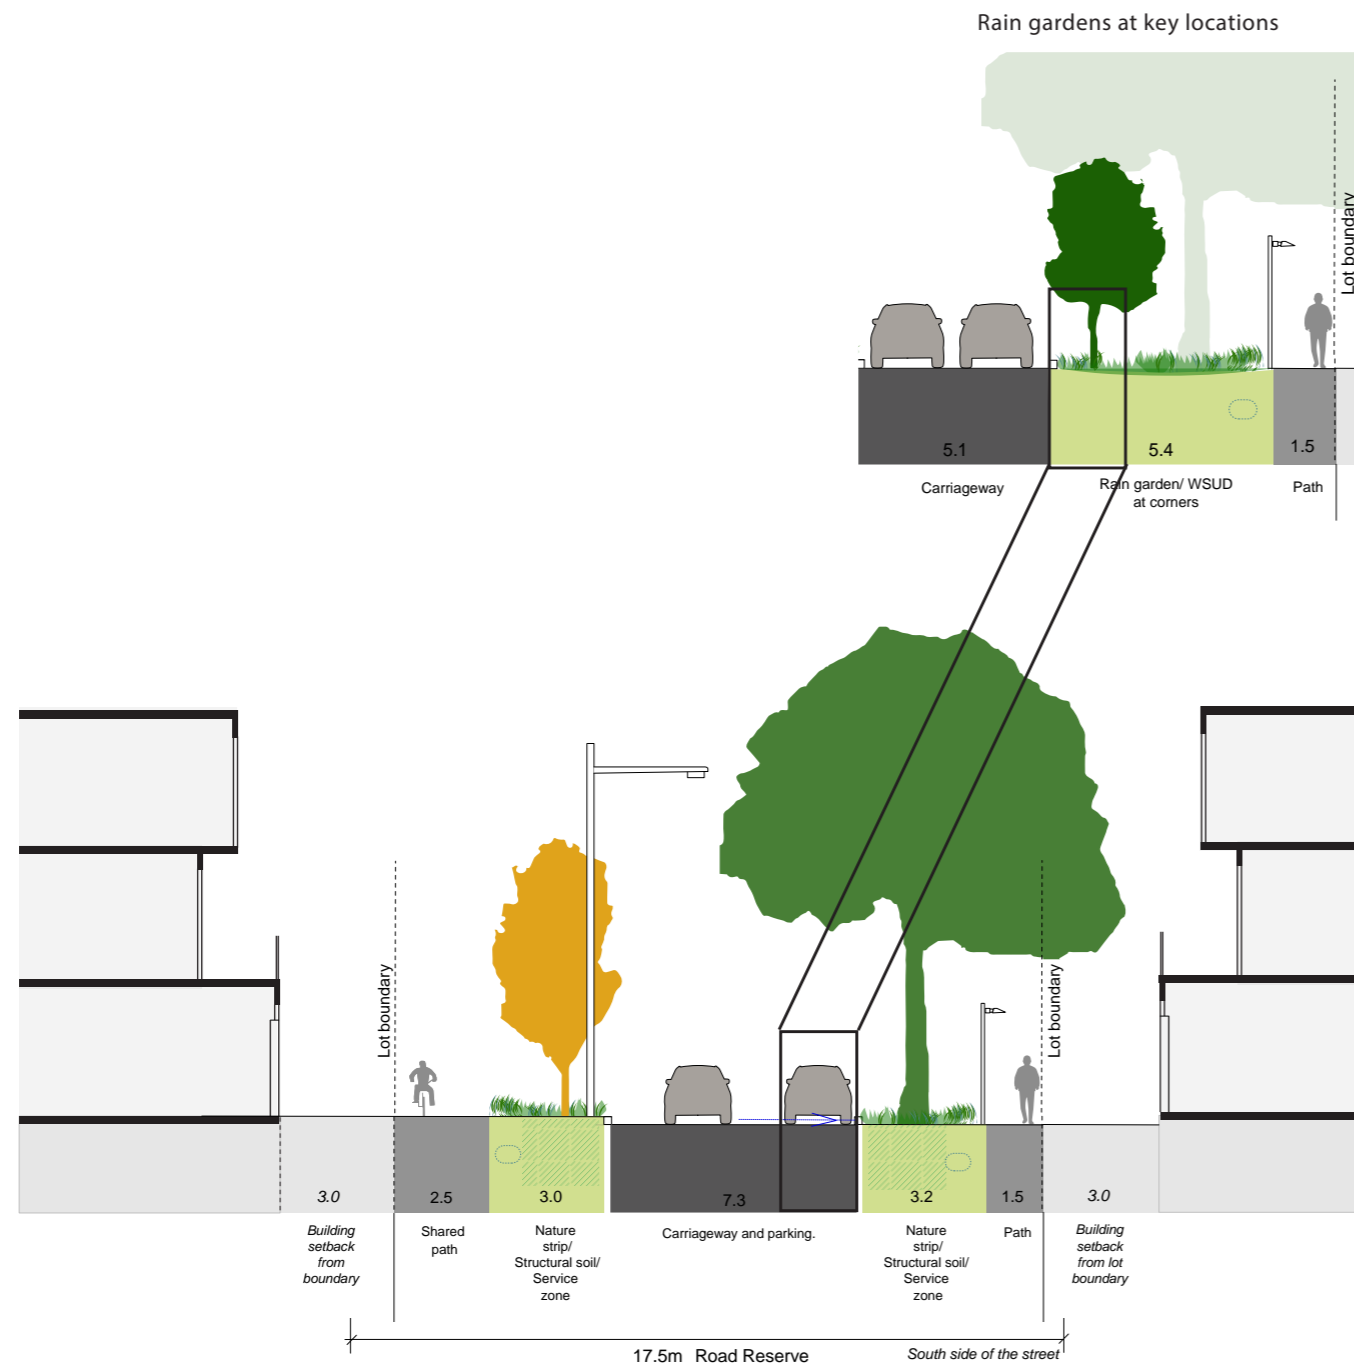 Rain gardens at key locations
Lot boundary
5.1
5.4
1.5
Carriageway
Rain garden/ WSUD
at corners
Path
Lot boundary
Lot boundary
3.0
2.5
3.0
7.3
3.2
1.5
3.0
Building
setback
from
boundary
Shared
path
Nature
strip/
Structural soil/
Service
zone
Carriageway and parking.
Nature
strip/
Structural soil/
Service
zone
Path
Building
setback
from lot
boundary
17.5m Road Reserve
South side of the street